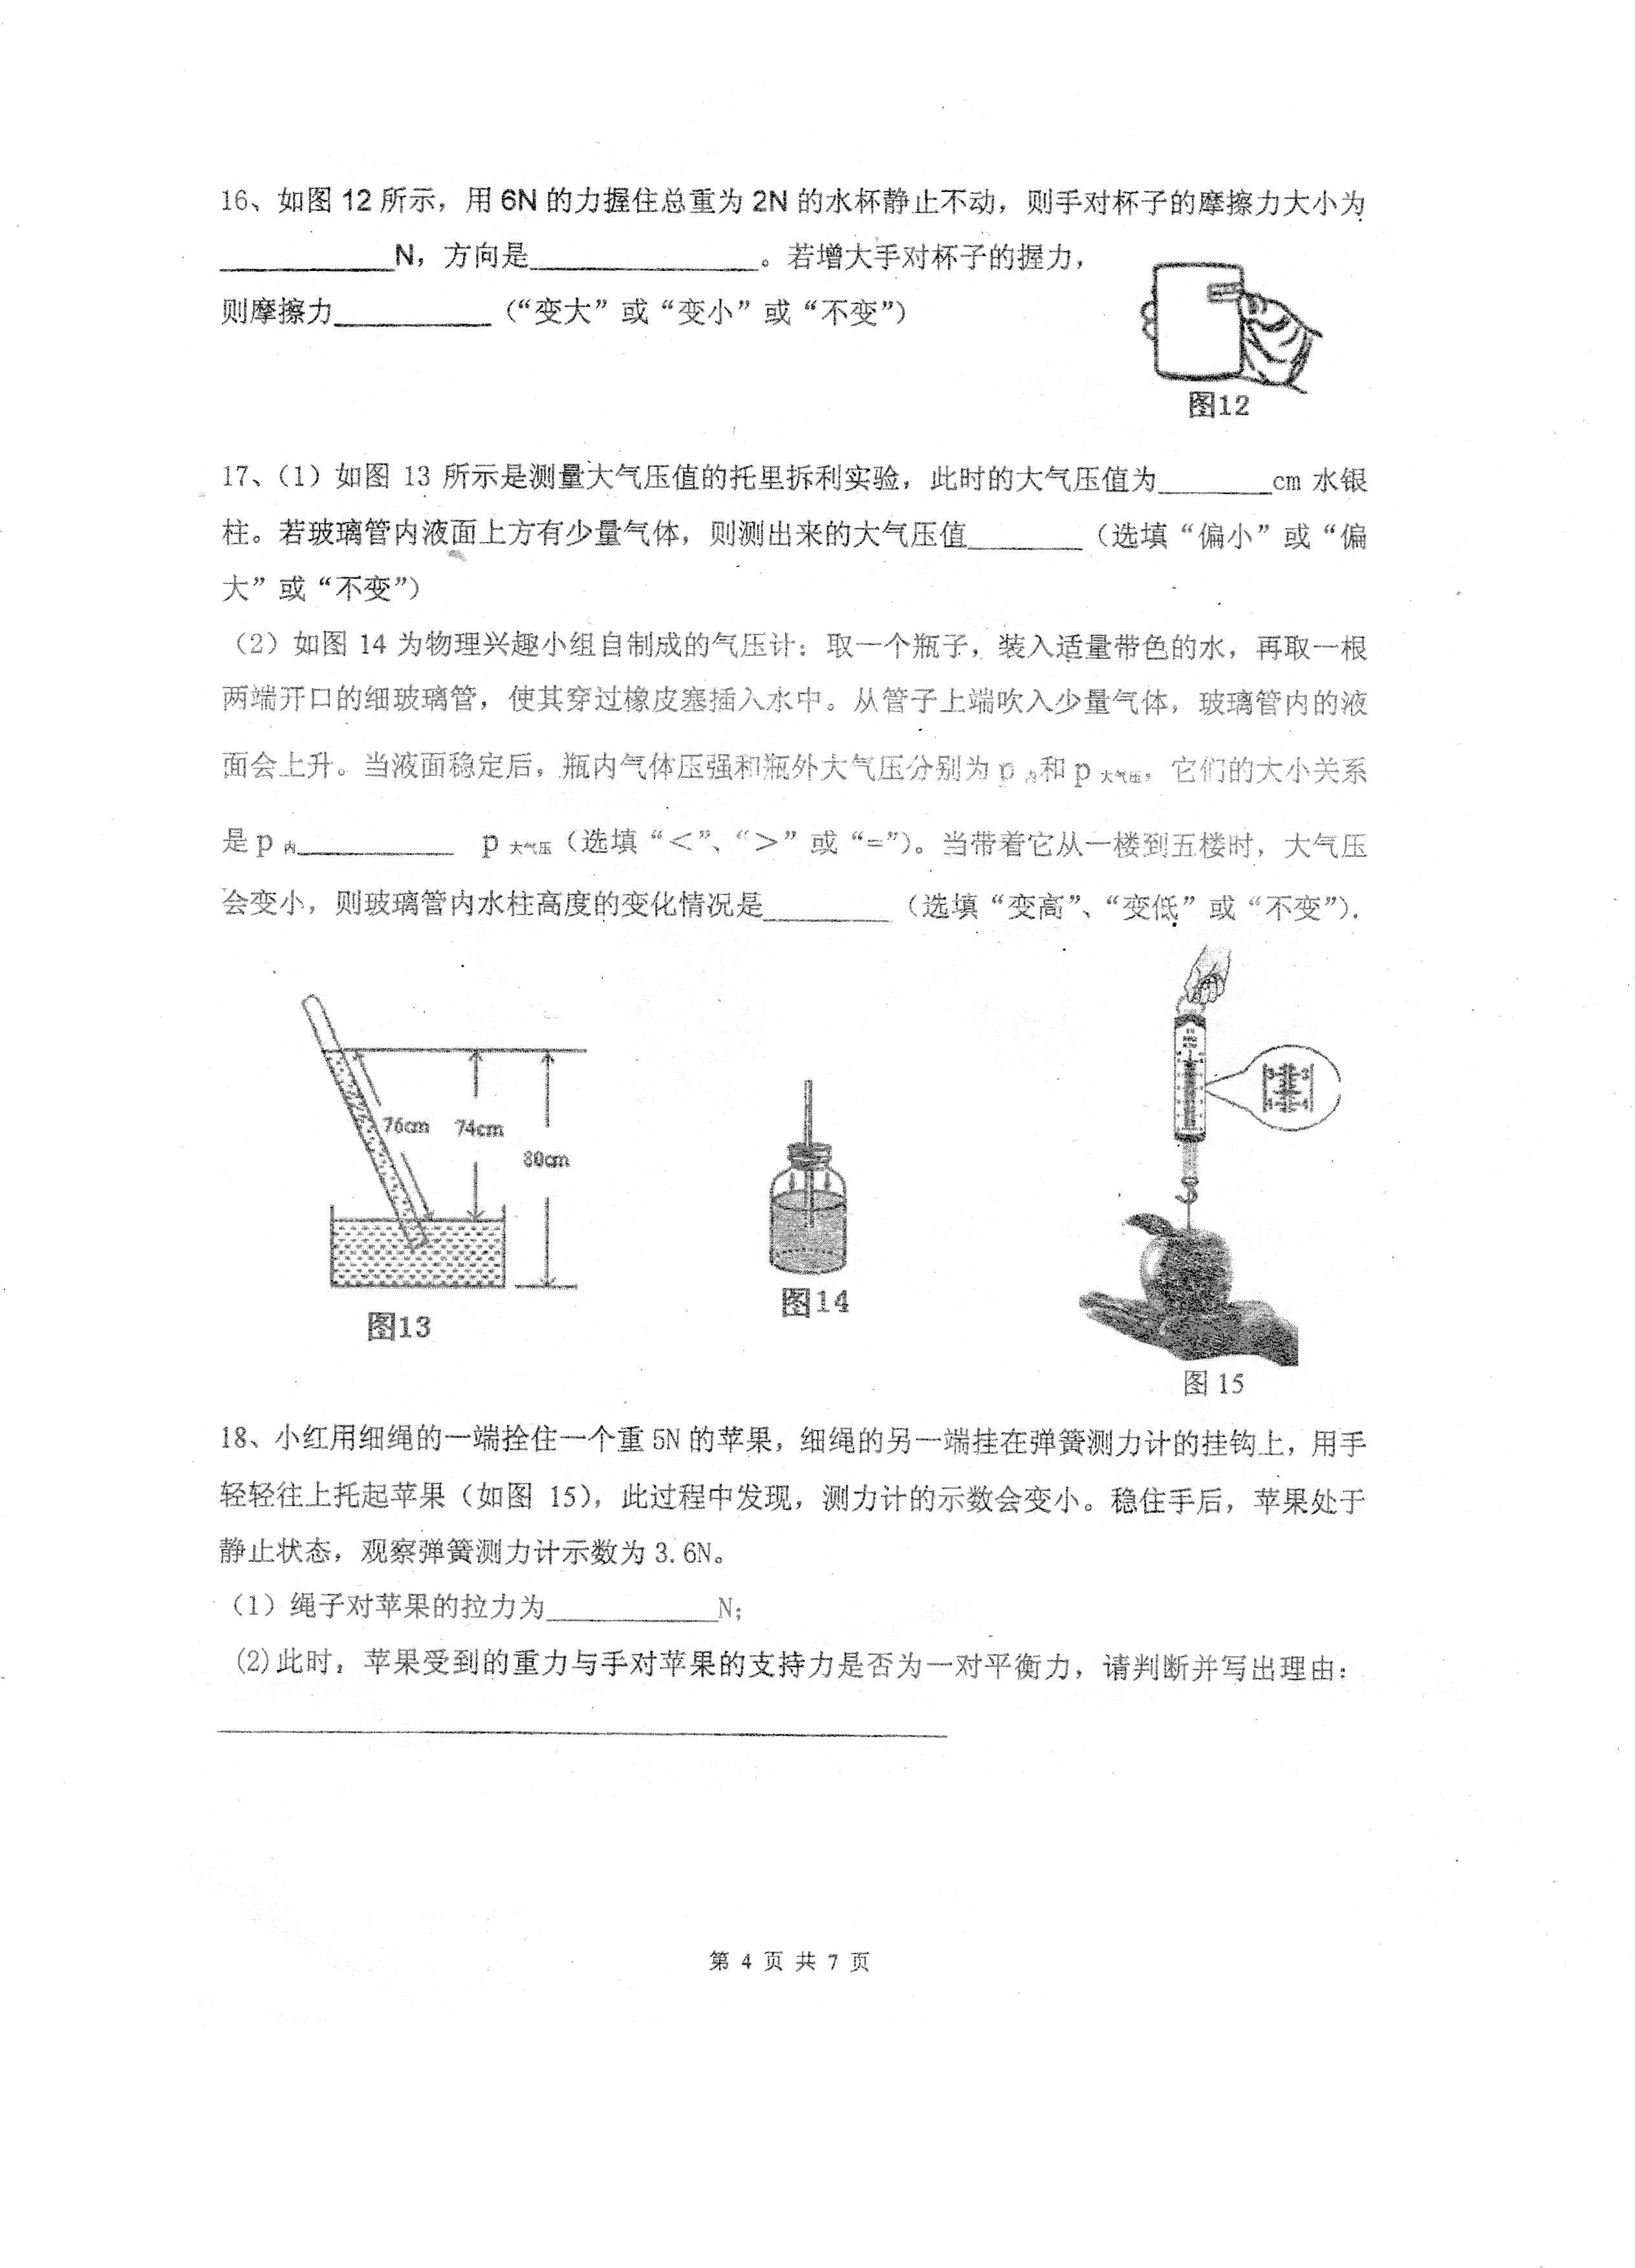 16、如图 12 所示，用 6N 的力握住总重为 2N 的水杯静止不动，则手对杯子的摩擦力大小为
___________N，方向是______________。若增大手对杯子的握力，
则摩擦力__________（“变大”或“变小”或“不变”）
图12
17、（1）如图 13 所示是测量大气压值的托里拆利实验，此时的大气压值为_______cm 水银
柱。若玻璃管内液面上方有少量气体，则测出来的大气压值_______（选填“偏小”或“偏
大”或“不变”）
（2）如图 14 为物理兴趣小组自制成的气压计：取一个瓶子，装入适量带色的水，再取一根
两端开口的细玻璃管，使其穿过橡皮塞插入水中。从管子上端吹入少量气体，玻璃管内的液
面会上升。当液面稳定后，瓶内气体压强和瓶外大气压分别为 p 内和 p 大气压，它们的大小关系
是 p 内__________ p 大气压（选填“＜”、“＞”或“=”）。当带着它从一楼到五楼时，大气压
会变小，则玻璃管内水柱高度的变化情况是________（选填“变高”、“变低”或“不变”）.
76cm 74cm
80cm
图13
图14
3 3
4 4
图 15
18、小红用细绳的一端拴住一个重 5N 的苹果，细绳的另一端挂在弹簧测力计的挂钩上，用手
轻轻往上托起苹果（如图 15），此过程中发现，测力计的示数会变小。稳住手后，苹果处于
静止状态，观察弹簧测力计示数为 3.6N。
（1）绳子对苹果的拉力为___________N；
(2)此时，苹果受到的重力与手对苹果的支持力是否为一对平衡力，请判断并写出理由：
第 4 页 共 7 页